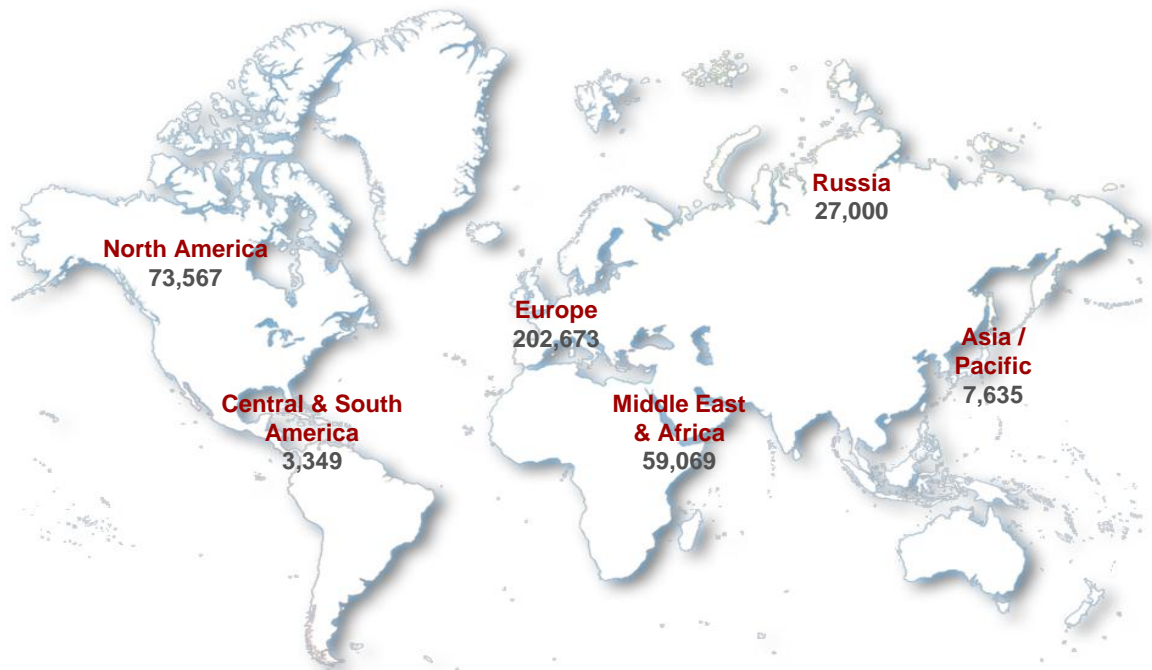 Russia
27,000
North America
73,567
Europe
202,673
Asia /
Pacific
7,635
Central & South
America
3,349
Middle East
& Africa
59,069